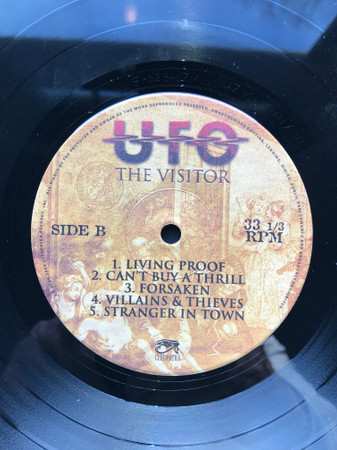 UFO
THE VISITOR
SIDE B
33 1/3
RPM
1. LIVING PROOF
2. CAN'T BUY A THRILL
3. FORSAKEN
4. VILLAINS & THIEVES
5. STRANGER IN TOWN
CLEOPATRA